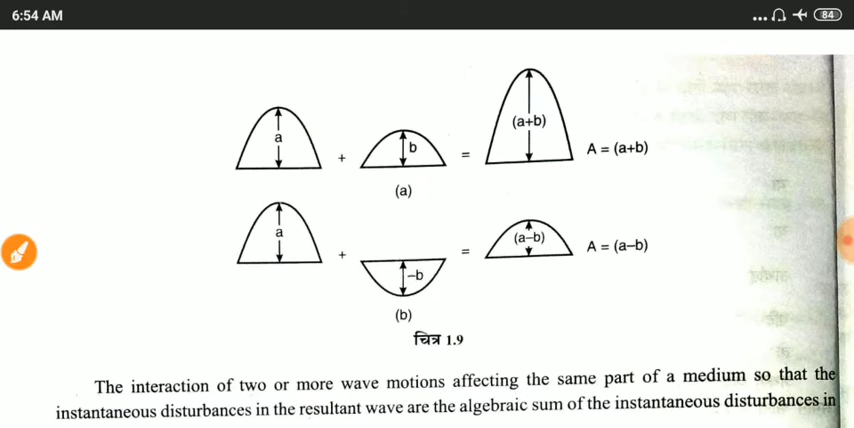 6:54 AM
84
a + b = (a+b) A = (a+b)
(a)
a + –b = (a–b) A = (a–b)
(b)
चित्र 1.9
The interaction of two or more wave motions affecting the same part of a medium so that the
instantaneous disturbances in the resultant wave are the algebraic sum of the instantaneous disturbances in